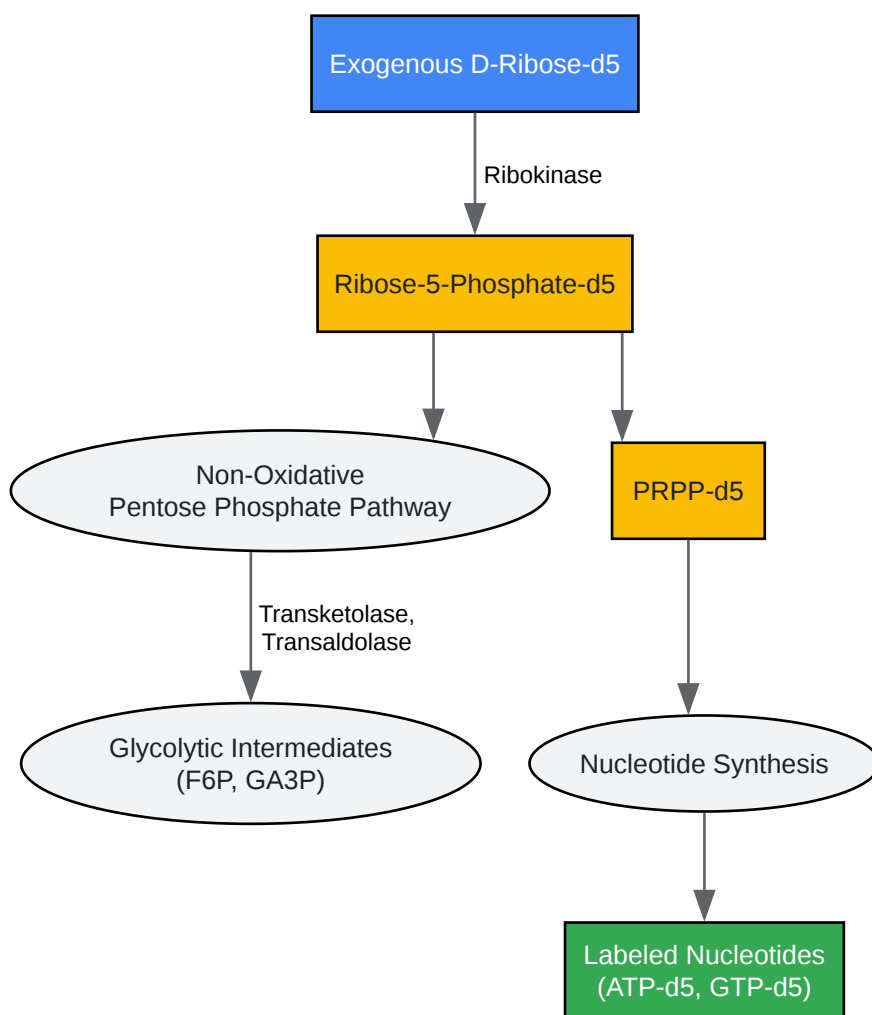 Exogenous D-Ribose-d5
Ribokinase
Ribose-5-Phosphate-d5
Non-Oxidative
Pentose Phosphate Pathway
PRPP-d5
Transketolase,
Transaldolase
Glycolytic Intermediates
(F6P, GA3P)
Nucleotide Synthesis
Labeled Nucleotides
(ATP-d5, GTP-d5)